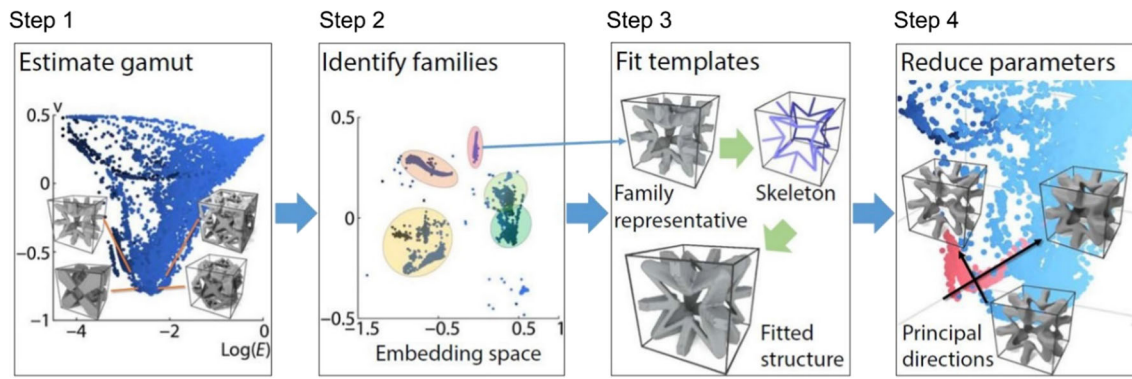 Step 1
Step 2
Step 3
Step 4
Estimate gamut
ν
0.5
0
−0.5
−1
−4
−2
0
Log(E)
Identify families
0.5
0
−0.5
−1.5
−0.5
0.5
1
Embedding space
Fit templates
Family
representative
Skeleton
Fitted
structure
Reduce parameters
Principal
directions